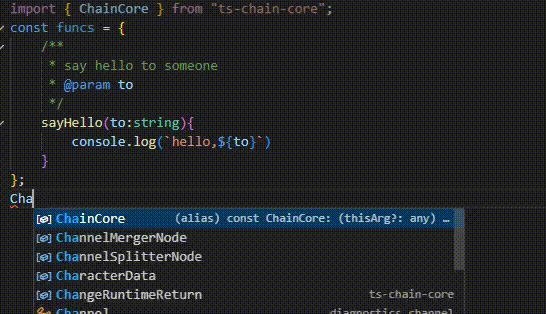 import { ChainCore } from "ts-chain-core";
const funcs = {
/**
* say hello to someone
* @param to
*/
sayHello(to:string){
console.log(`hello,${to}`)
}
};
Cha
ChainCore (alias) const ChainCore: (thisArg?: any) …
ChannelMergerNode
ChannelSplitterNode
CharacterData
ChangeRuntimeReturn ts-chain-core
Channel diagnostics_channel